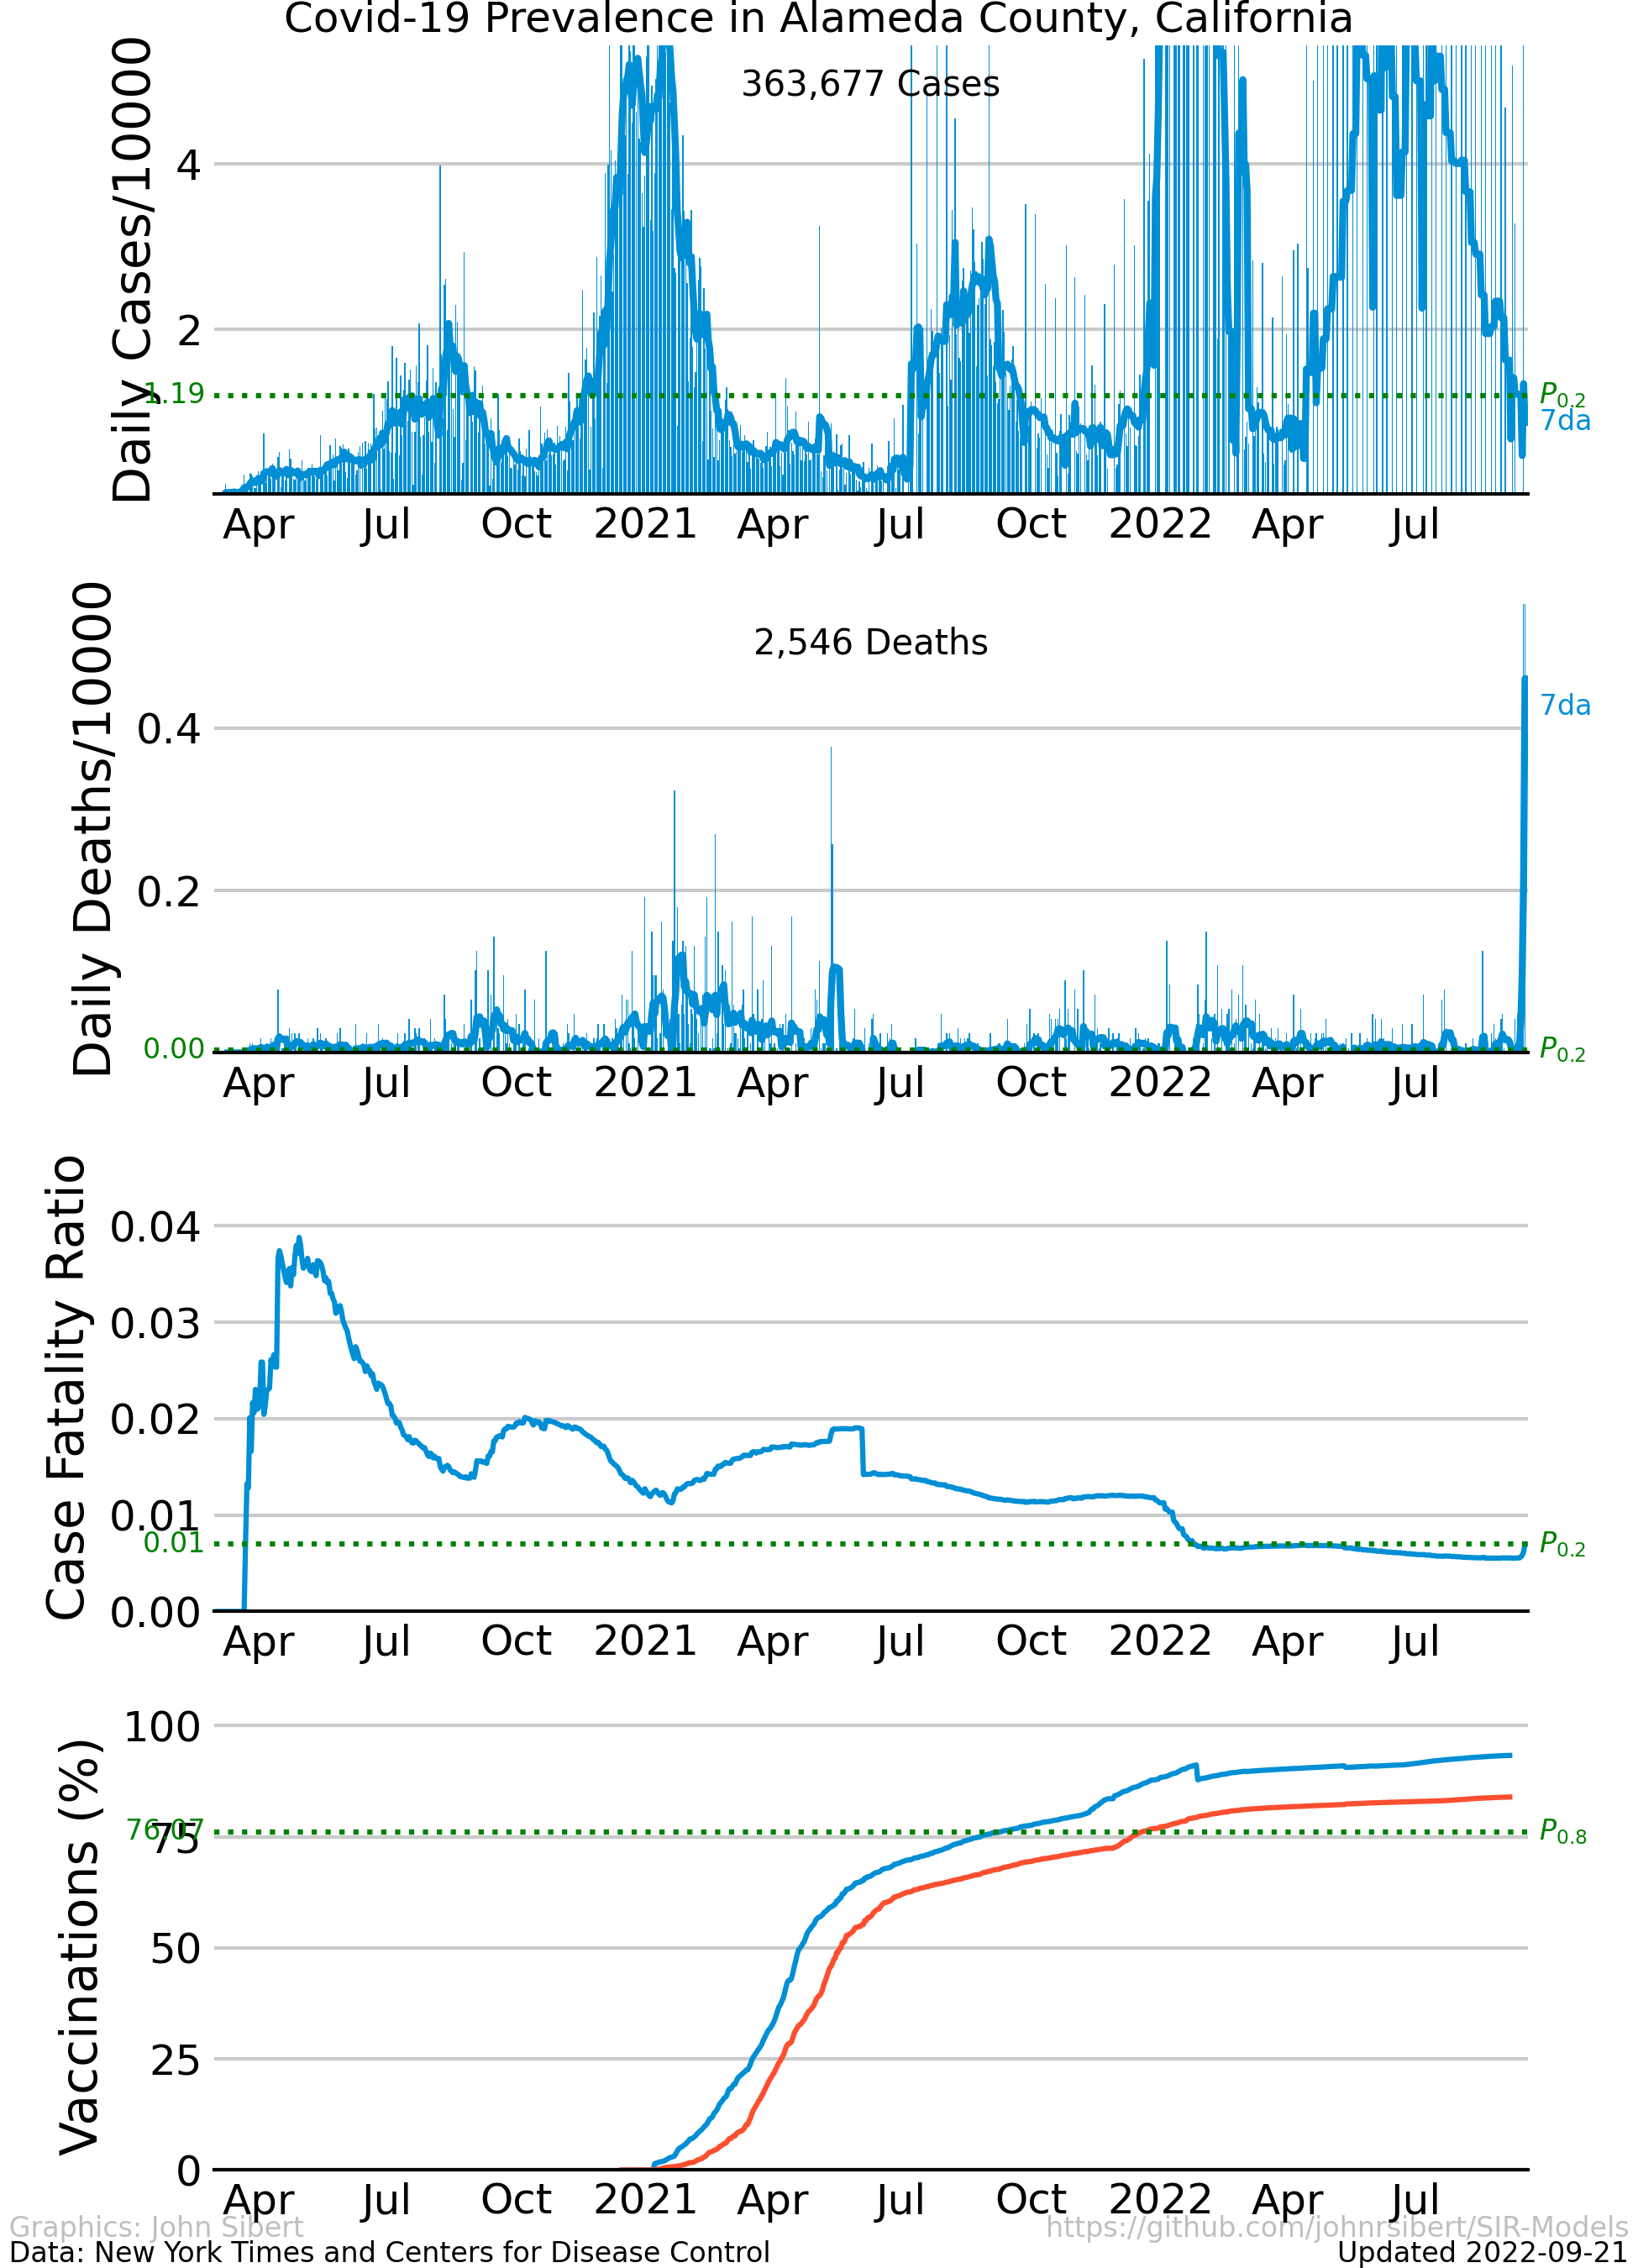 Covid-19 Prevalence in Alameda County, California
363,677 Cases
Daily Cases/10000
4
2
1.19
P0.2
7da
Apr Jul Oct 2021 Apr Jul Oct 2022 Apr Jul
2,546 Deaths
Daily Deaths/10000
7da
0.4
0.2
0.00
P0.2
Apr Jul Oct 2021 Apr Jul Oct 2022 Apr Jul
Case Fatality Ratio
0.04
0.03
0.02
0.01
0.01
P0.2
0.00
Apr Jul Oct 2021 Apr Jul Oct 2022 Apr Jul
Vaccinations (%)
100
76.07
P0.8
75
50
25
0
Apr Jul Oct 2021 Apr Jul Oct 2022 Apr Jul
Graphics: John Sibert
https://github.com/johnrsibert/SIR-Models
Data: New York Times and Centers for Disease Control
Updated 2022-09-21